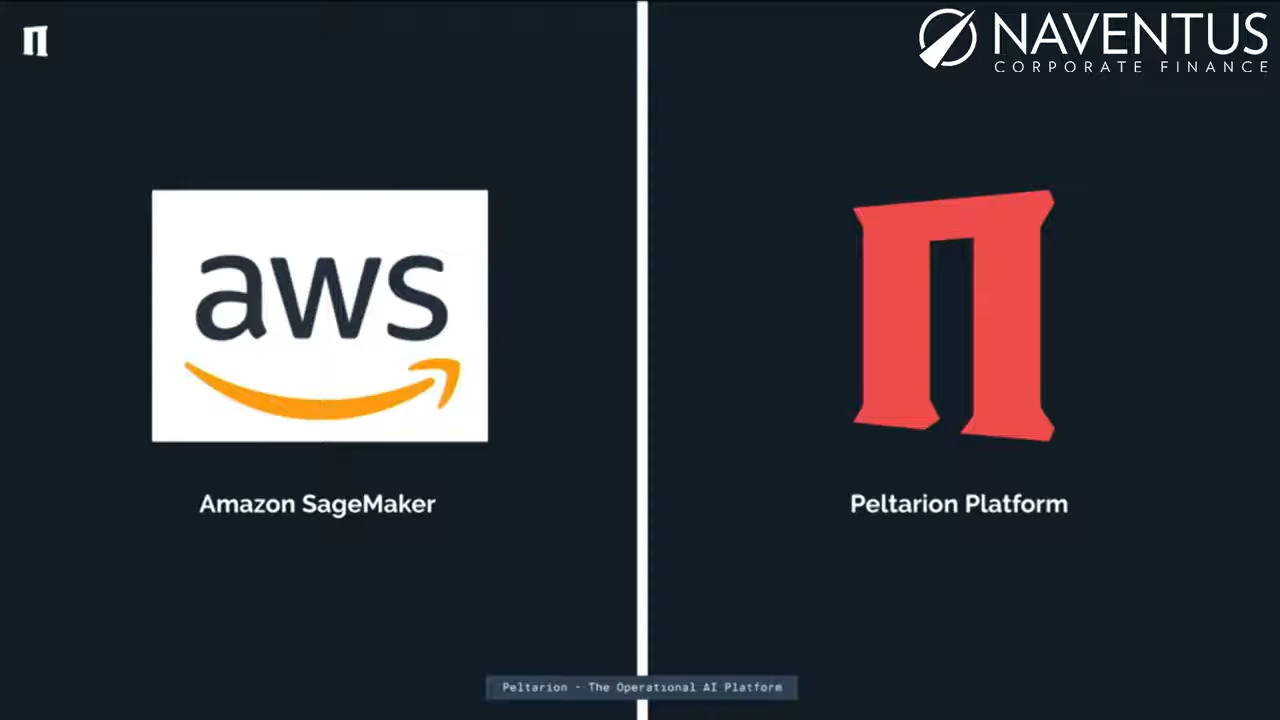 NAVENTUS
CORPORATE FINANCE
aws
Amazon SageMaker
Peltarion Platform
Peltarion - The Operational AI Platform